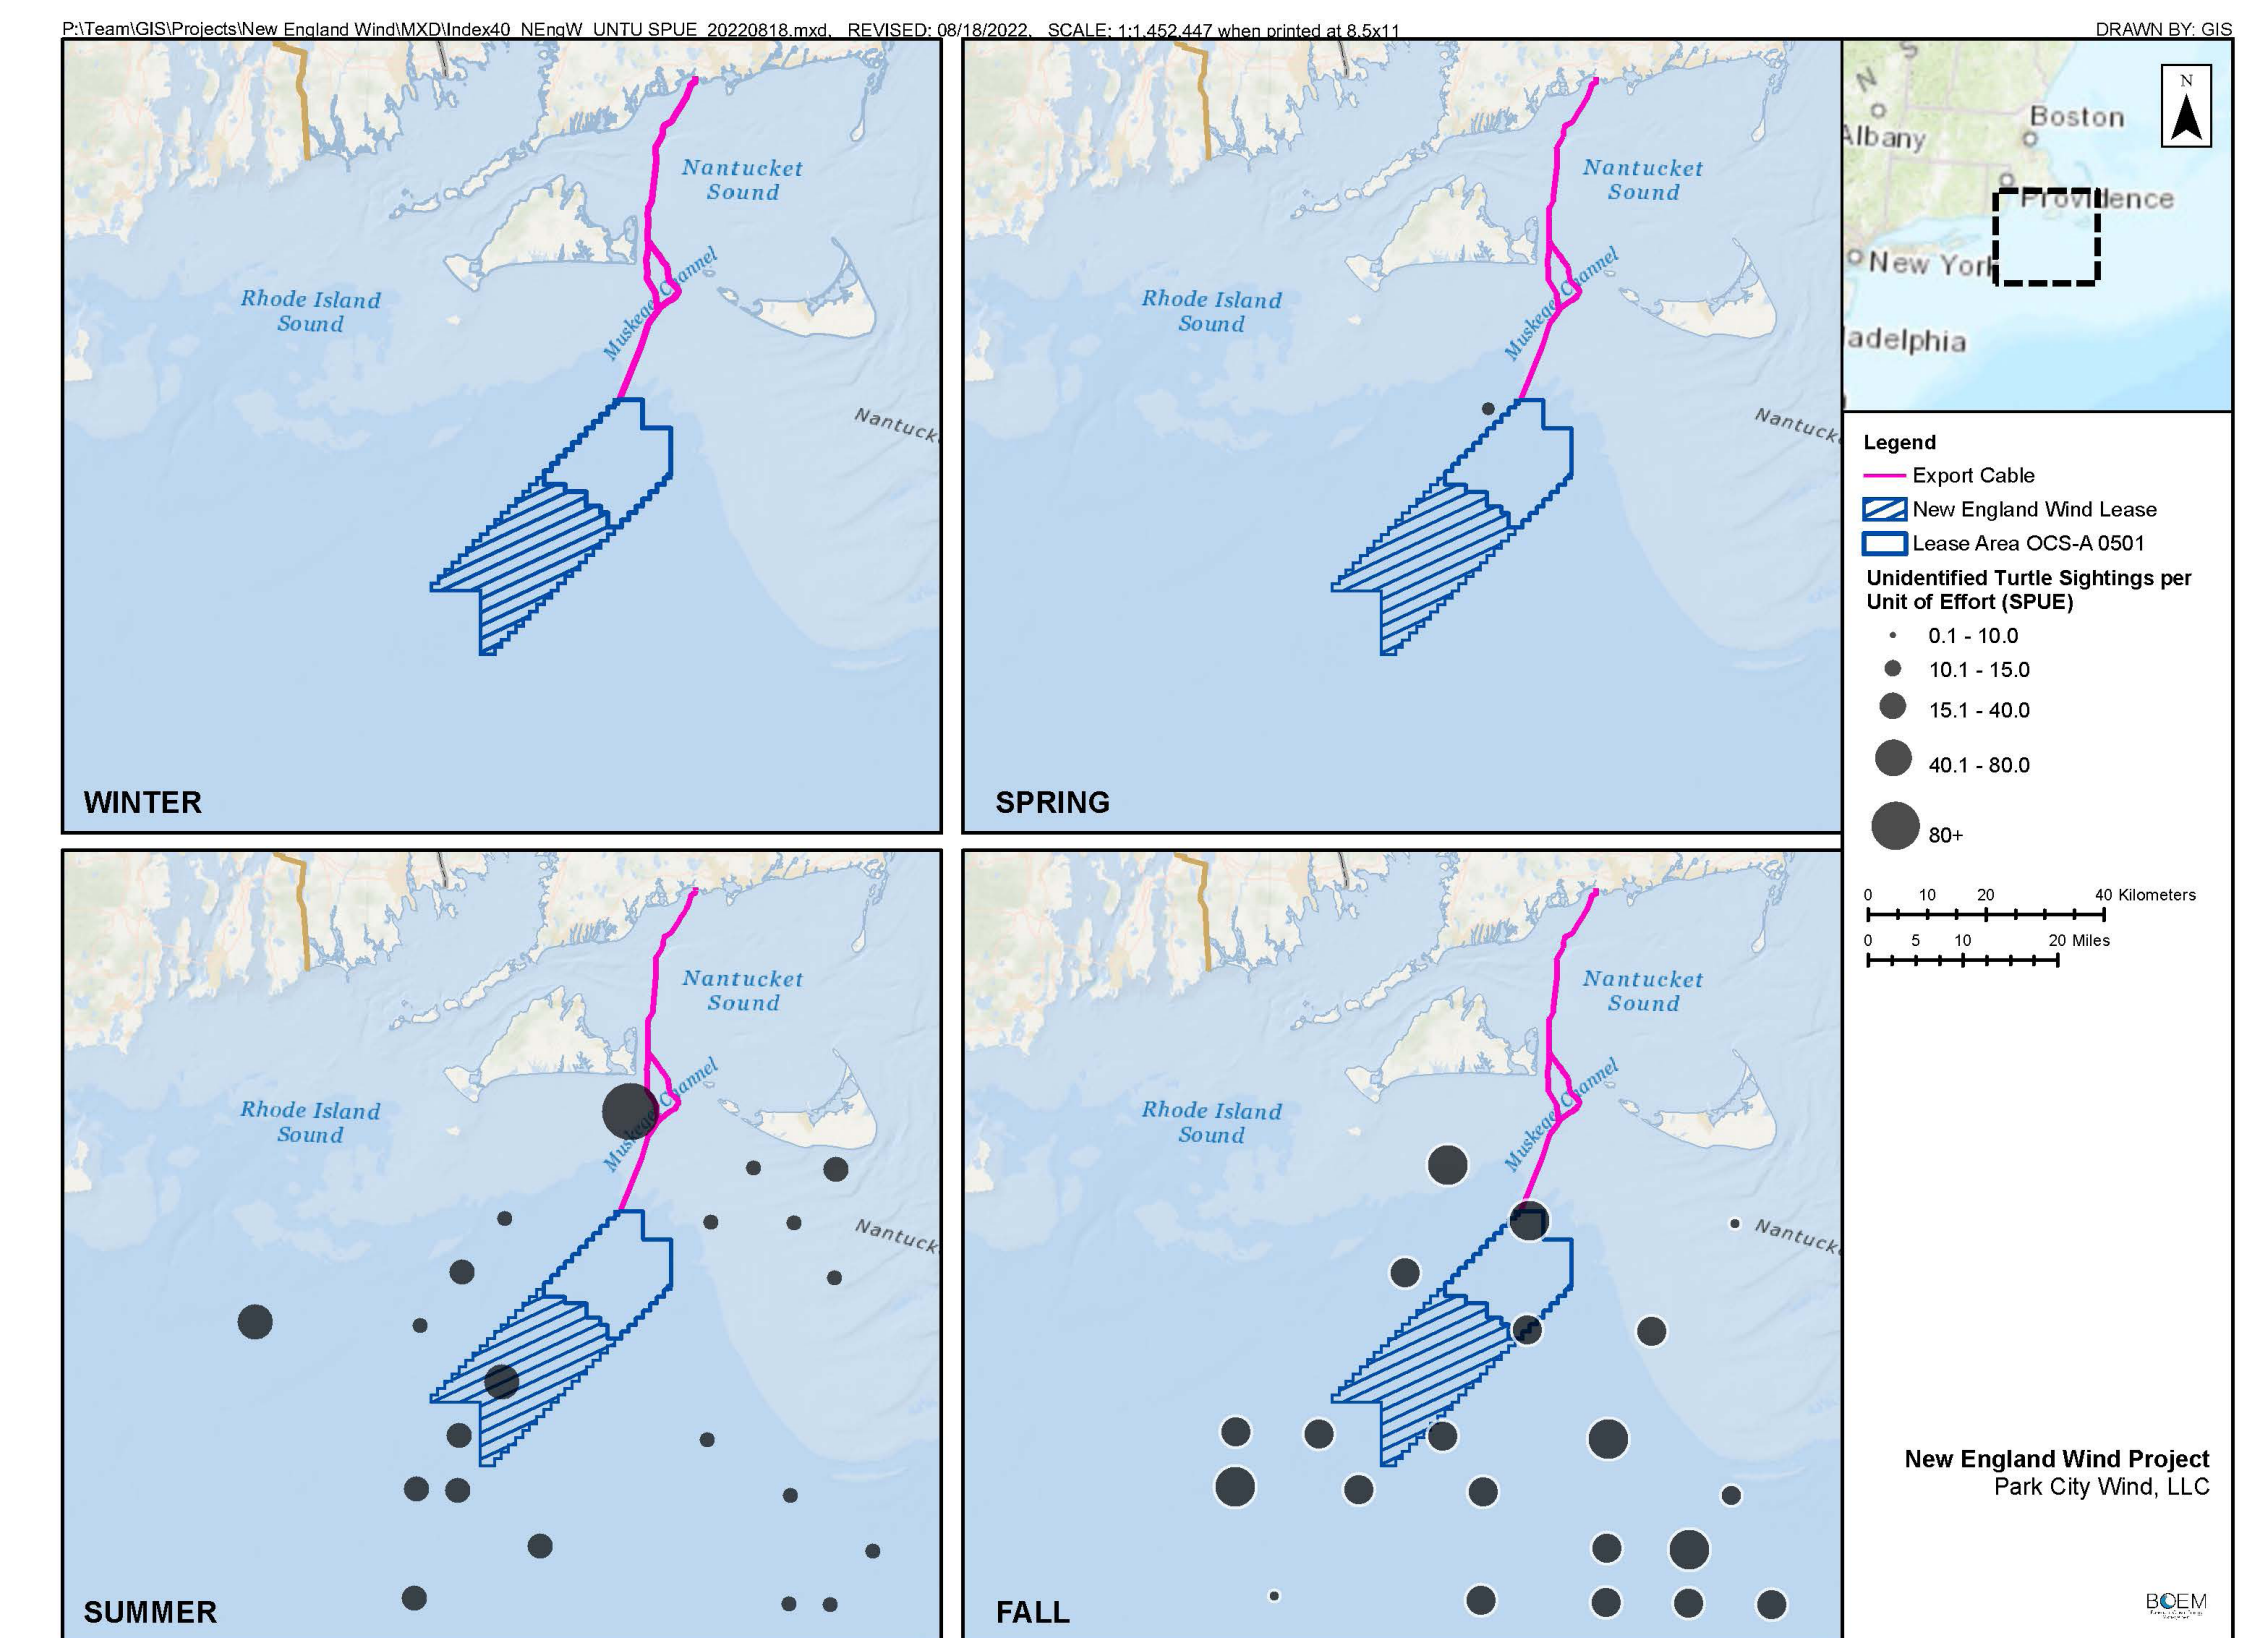 P:\Team\GIS\Projects\New England Wind\MXD\Index40_NEngW_UNTU SPUE_20220818.mxd, REVISED: 08/18/2022, SCALE: 1:1,452,447 when printed at 8.5x11
DRAWN BY: GIS
Nantucket
Sound
Channel
Muskege
Rhode Island
Sound
Nantuck
WINTER
Nantucket
Sound
Channel
Muskege
Rhode Island
Sound
Nantuck
SPRING
N S
Boston
Albany
Providence
New York
ladelphia
N
Legend
Export Cable
New England Wind Lease
Lease Area OCS-A 0501
Unidentified Turtle Sightings per
Unit of Effort (SPUE)
0.1 - 10.0
10.1 - 15.0
15.1 - 40.0
40.1 - 80.0
80+
0 10 20 40 Kilometers
0 5 10 20 Miles
Nantucket
Sound
Channel
Muskege
Rhode Island
Sound
Nantuck
SUMMER
Nantucket
Sound
Channel
Muskege
Rhode Island
Sound
Nantuck
FALL
New England Wind Project
Park City Wind, LLC
BOEM